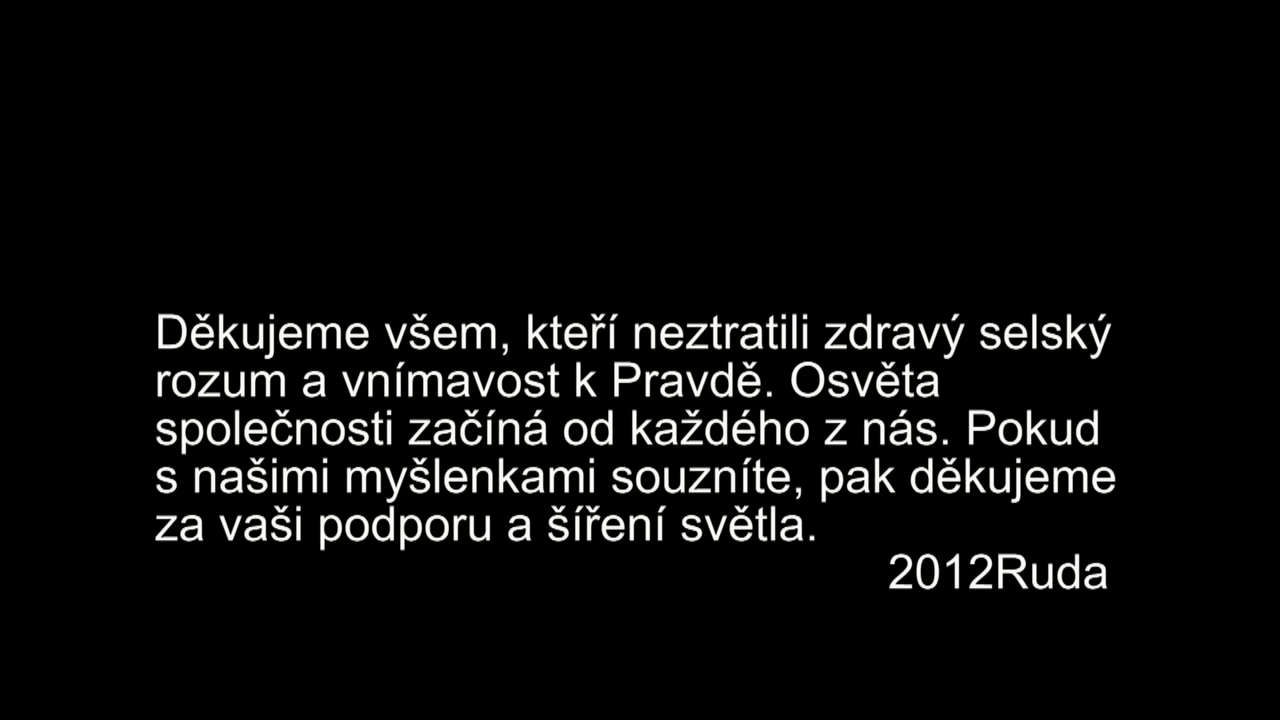 Děkujeme všem, kteří neztratili zdravý selský
rozum a vnímavost k Pravdě. Osvěta
společnosti začíná od každého z nás. Pokud
s našimi myšlenkami souzníte, pak děkujeme
za vaši podporu a šíření světla.
2012Ruda